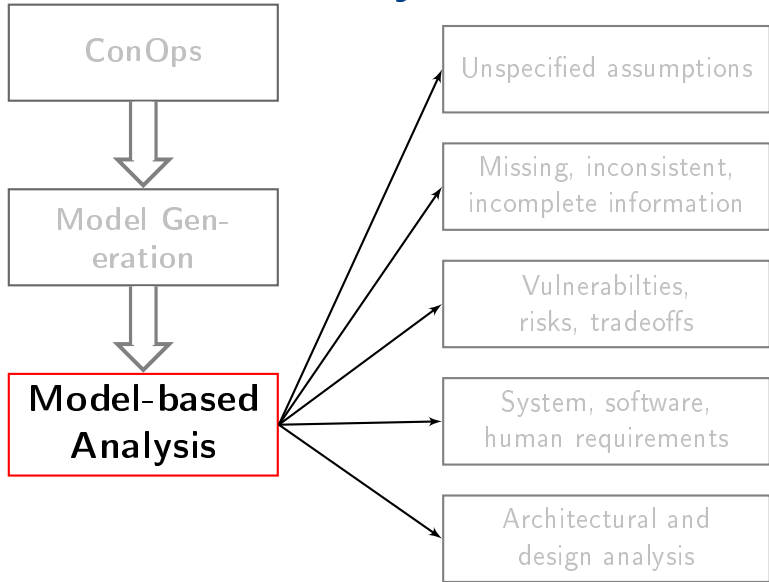 ConOps
Model Gen-
eration
Model-based
Analysis
Unspecified assumptions
Missing, inconsistent,
incomplete information
Vulnerabilties,
risks, tradeoffs
System, software,
human requirements
Architectural and
design analysis